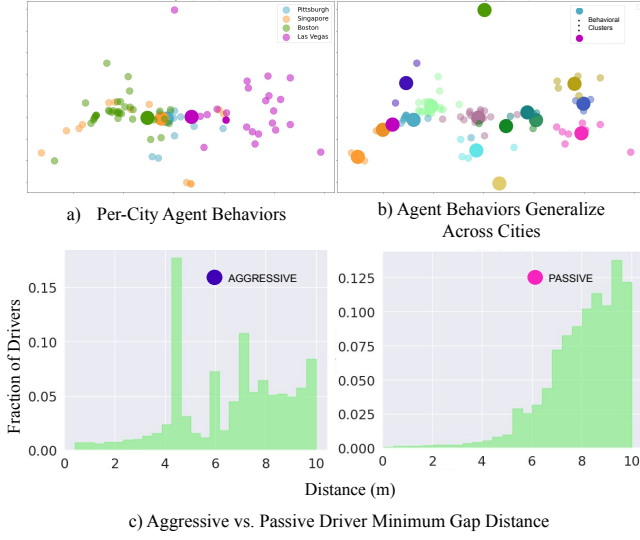 Pittsburgh
Singapore
Boston
Las Vegas
Behavioral
Clusters
a) Per-City Agent Behaviors
b) Agent Behaviors Generalize
Across Cities
Fraction of Drivers
0.15
0.10
0.05
0.00
0 2 4 6 8 10
AGGRESSIVE
0.125
0.100
0.075
0.050
0.025
0.000
0 2 4 6 8 10
PASSIVE
Distance (m)
c) Aggressive vs. Passive Driver Minimum Gap Distance